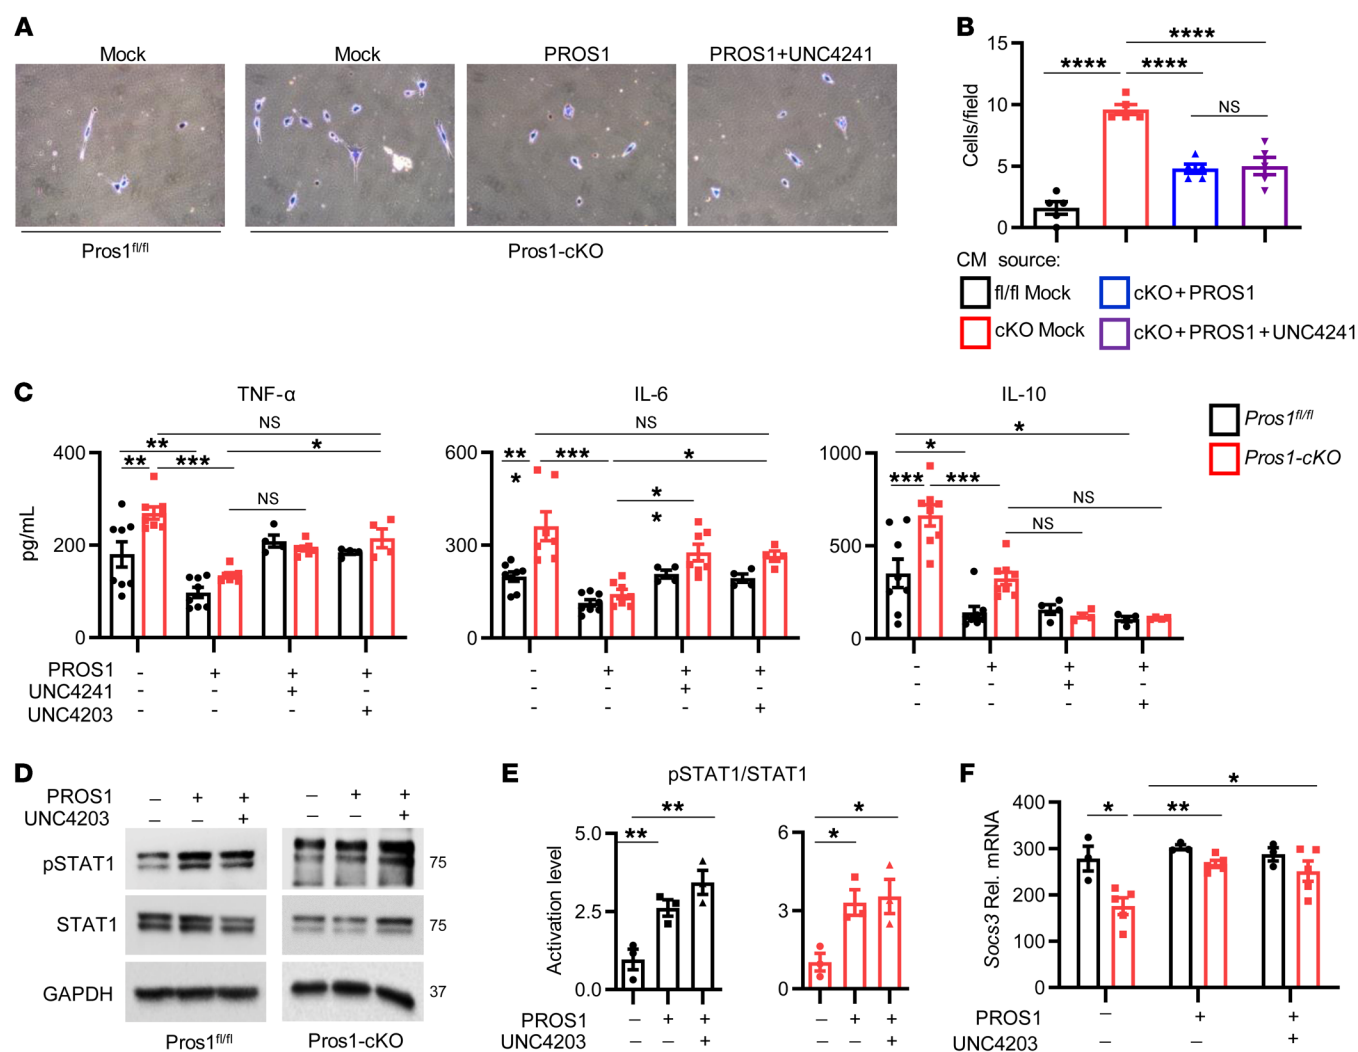 A
Mock
Mock
PROS1
PROS1+UNC4241
Pros1fl/fl
Pros1-cKO
B
****
****
****
NS
15
10
5
0
Cells/field
CM source:
fl/fl Mock
cKO+PROS1
cKO Mock
cKO+PROS1+UNC4241
C
TNF-α
NS
**
*
**
***
NS
400
200
0
pg/mL
IL-6
NS
**
*
***
*
*
*
600
300
0
IL-10
*
*
***
***
NS
NS
1000
500
0
Pros1fl/fl
Pros1-cKO
PROS1 - + + + - + + + - + + +
UNC4241 - - + - - - + - - - + -
UNC4203 - - - + - - - + - - - +
D
PROS1 – + + – + +
UNC4203 – – + – – +
pSTAT1 75
STAT1 75
GAPDH 37
Pros1fl/fl
Pros1-cKO
E
pSTAT1/STAT1
**
**
5.0
2.5
0.0
Activation level
*
*
6
3
0
PROS1 – + + – + +
UNC4203 – – + – – +
F
*
*
**
400
300
200
100
0
Socs3 Rel. mRNA
PROS1 – + +
UNC4203 – – +